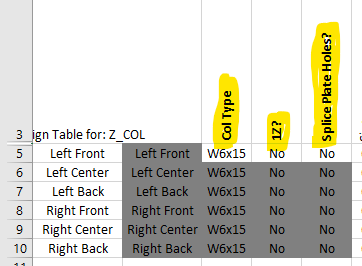 Col Type
1Z?
Splice Plate Holes?
3 ign Table for: Z_COL
5 Left Front Left Front W6x15 No No
6 Left Center Left Center W6x15 No No
7 Left Back Left Back W6x15 No No
8 Right Front Right Front W6x15 No No
9 Right Center Right Center W6x15 No No
10 Right Back Right Back W6x15 No No